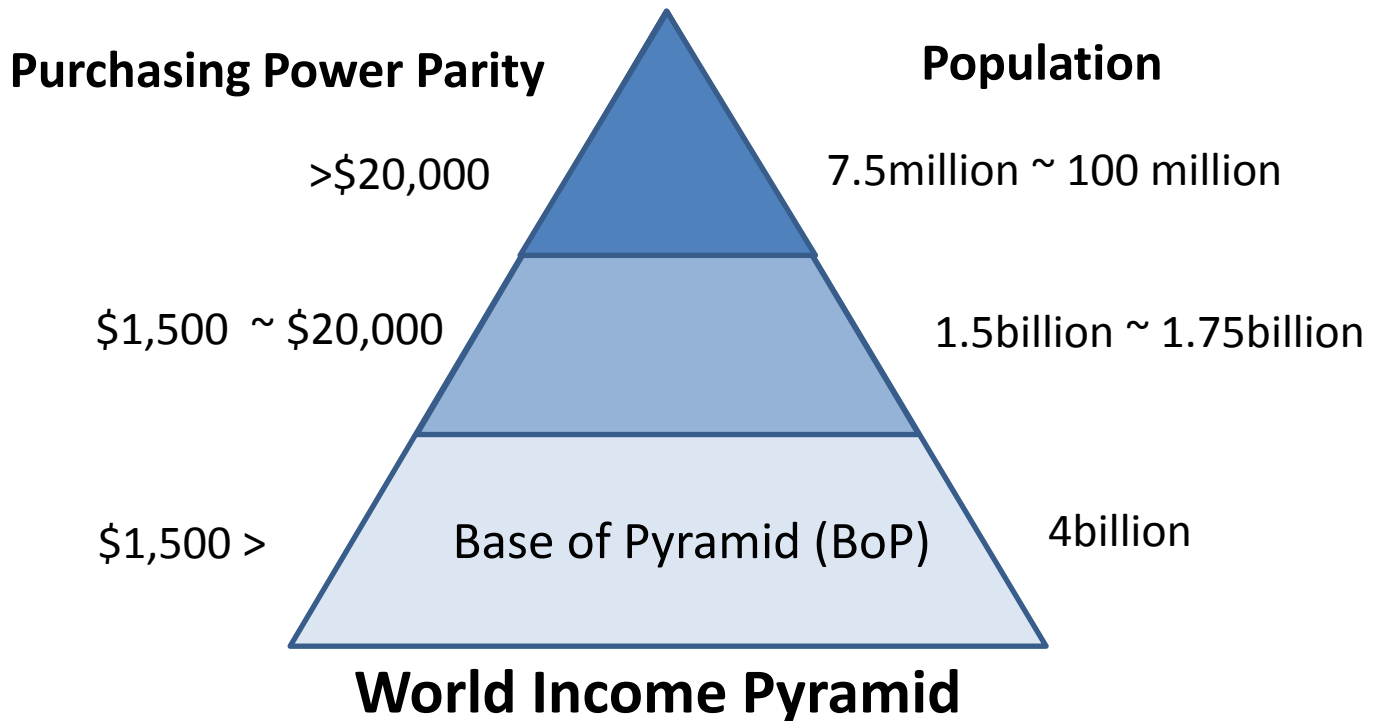 Purchasing Power Parity
Population
>$20,000
7.5million ~ 100 million
$1,500 ~ $20,000
1.5billion ~ 1.75billion
$1,500 >
Base of Pyramid (BoP)
4billion
World Income Pyramid